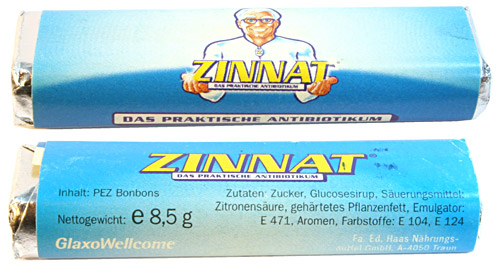 ZINNAT
DAS PRAKTISCHE ANTIBIOTIKUM
DAS PRAKTISCHE ANTIBIOTIKUM
ZINNAT®
DAS PRAKTISCHE ANTIBIOTIKUM
Inhalt: PEZ Bonbons
Nettogewicht: e 8,5 g
GlaxoWellcome
Zutaten: Zucker, Glucosesirup, Säuerungsmittel:
Zitronensäure, gehärtetes Pflanzenfett, Emulgator:
E 471, Aromen, Farbstoffe: E 104, E 124
Fa. Ed. Haas Nahrungs-
mittel GmbH, A-4050 Traun